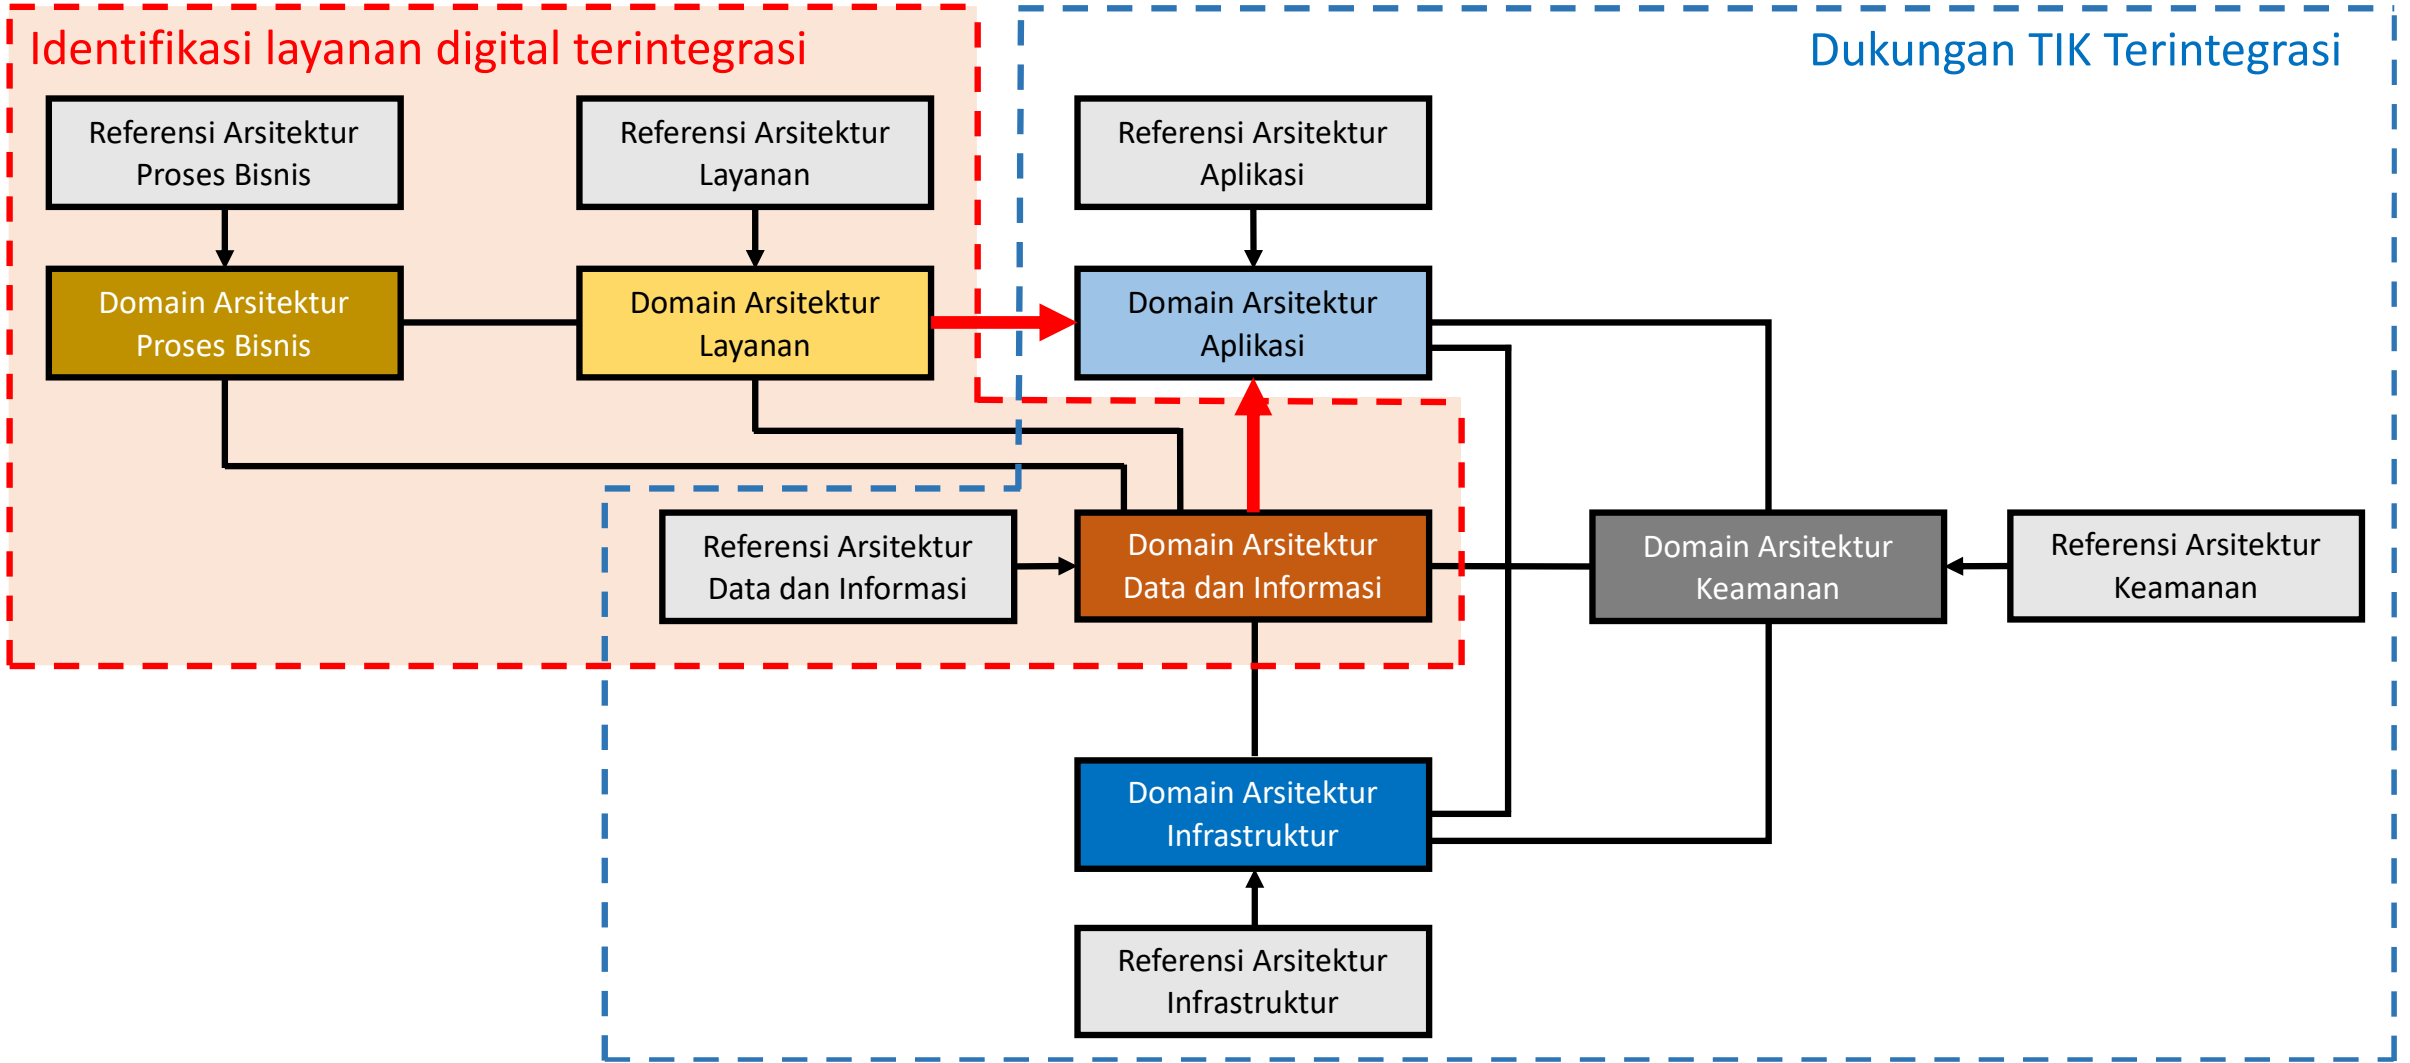 Identifikasi layanan digital terintegrasi
Dukungan TIK Terintegrasi
Referensi Arsitektur
Proses Bisnis
Referensi Arsitektur
Layanan
Referensi Arsitektur
Aplikasi
Domain Arsitektur
Proses Bisnis
Domain Arsitektur
Layanan
Domain Arsitektur
Aplikasi
Referensi Arsitektur
Data dan Informasi
Domain Arsitektur
Data dan Informasi
Domain Arsitektur
Keamanan
Referensi Arsitektur
Keamanan
Domain Arsitektur
Infrastruktur
Referensi Arsitektur
Infrastruktur